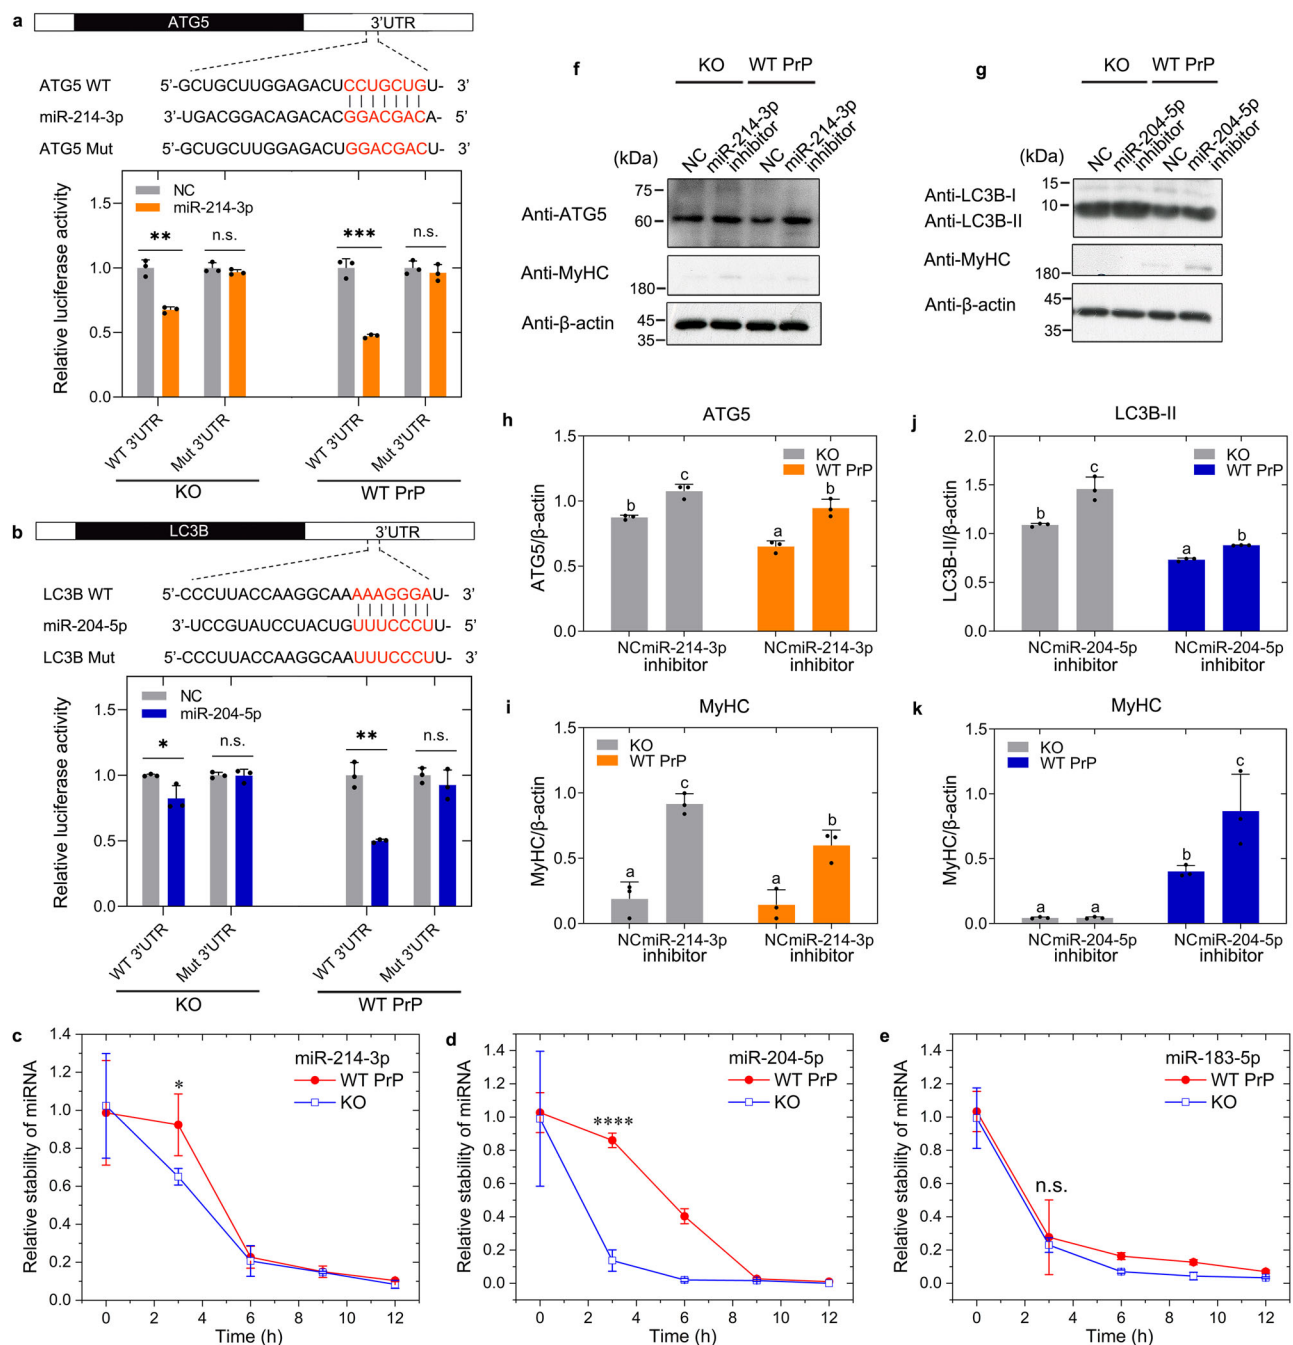 a
ATG5
3'UTR
ATG5 WT 5'-GCUGCUUGGAGACUCCUGCUGU- 3'
miR-214-3p 3'-UGACGGACAGACACGGACGACA- 5'
ATG5 Mut 5'-GCUGCUUGGAGACUGGACGACU- 3'
Relative luciferase activity
1.5
1.0
0.5
0.0
NC
miR-214-3p
** n.s. *** n.s.
WT 3'UTR Mut 3'UTR WT 3'UTR Mut 3'UTR
KO WT PrP
b
LC3B
3'UTR
LC3B WT 5'-CCCUUACCAAGGCAAAAAGGGAU- 3'
miR-204-5p 3'-UCCGUAUCCUACUGUUUCCCUU- 5'
LC3B Mut 5'-CCCUUACCAAGGCAAUUUCCCUU- 3'
Relative luciferase activity
1.5
1.0
0.5
0.0
NC
miR-204-5p
* n.s. ** n.s.
WT 3'UTR Mut 3'UTR WT 3'UTR Mut 3'UTR
KO WT PrP
f
KO WT PrP
NC miR-214-3p inhibitor NC miR-214-3p inhibitor
(kDa)
75
Anti-ATG5 60
Anti-MyHC
180
Anti-β-actin 45
35
g
KO WT PrP
NC miR-204-5p inhibitor NC miR-204-5p inhibitor
(kDa)
15
Anti-LC3B-I
10
Anti-LC3B-II
Anti-MyHC
180
Anti-β-actin 45
35
h
ATG5
ATG5/β-actin
1.5
1.0
0.5
0.0
KO
WT PrP
b c a b
NC miR-214-3p inhibitor NC miR-214-3p inhibitor
j
LC3B-II
LC3B-II/β-actin
2.0
1.5
1.0
0.5
0.0
KO
WT PrP
b c a b
NC miR-204-5p inhibitor NC miR-204-5p inhibitor
i
MyHC
MyHC/β-actin
1.5
1.0
0.5
0.0
KO
WT PrP
a c a b
NC miR-214-3p inhibitor NC miR-214-3p inhibitor
k
MyHC
MyHC/β-actin
1.5
1.0
0.5
0.0
KO
WT PrP
a a b c
NC miR-204-5p inhibitor NC miR-204-5p inhibitor
c
Relative stability of miRNA
1.4
1.2
1.0
0.8
0.6
0.4
0.2
0.0
miR-214-3p
WT PrP
KO
*
0 2 4 6 8 10 12
Time (h)
d
Relative stability of miRNA
1.4
1.2
1.0
0.8
0.6
0.4
0.2
0.0
miR-204-5p
WT PrP
KO
****
0 2 4 6 8 10 12
Time (h)
e
Relative stability of miRNA
1.4
1.2
1.0
0.8
0.6
0.4
0.2
0.0
miR-183-5p
WT PrP
KO
n.s.
0 2 4 6 8 10 12
Time (h)